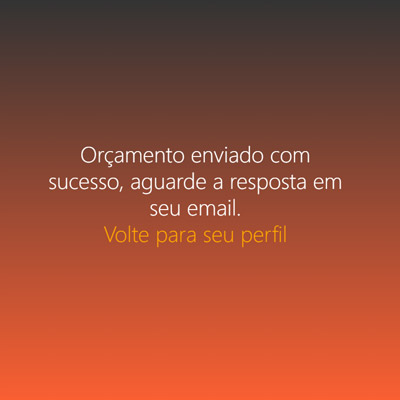 Orçamento enviado com
sucesso, aguarde a resposta em
seu email.
Volte para seu perfil